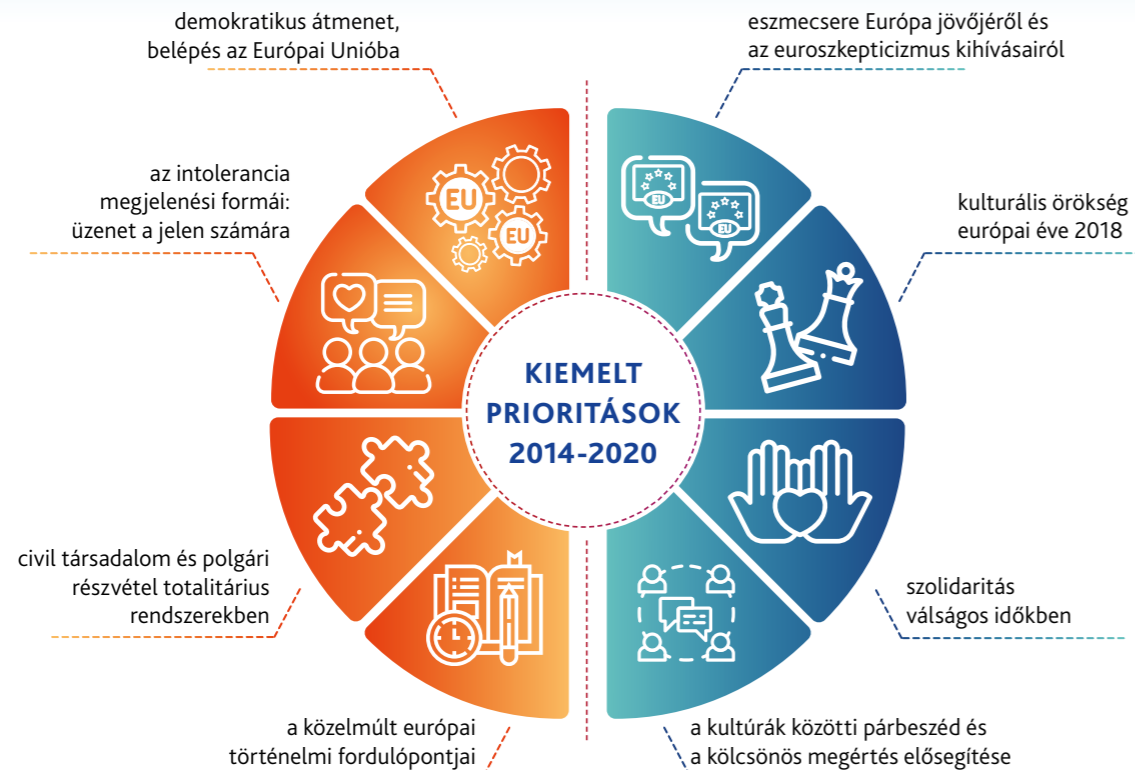 demokratikus átmenet,
belépés az Európai Unióba
az intolerancia
megjelenési formái:
üzenet a jelen számára
civil társadalom és polgári
részvétel totalitárius
rendszerekben
a közelmúlt európai
történelmi fordulópontjai
EU
EU
KIEMELT
PRIORITÁSOK
2014-2020
EU
EU
eszmecsere Európa jövőjéről és
az euroszkepticizmus kihívásairól
kulturális örökség
európai éve 2018
szolidaritás
válságos időkben
a kultúrák közötti párbeszéd és
a kölcsönös megértés elősegítése